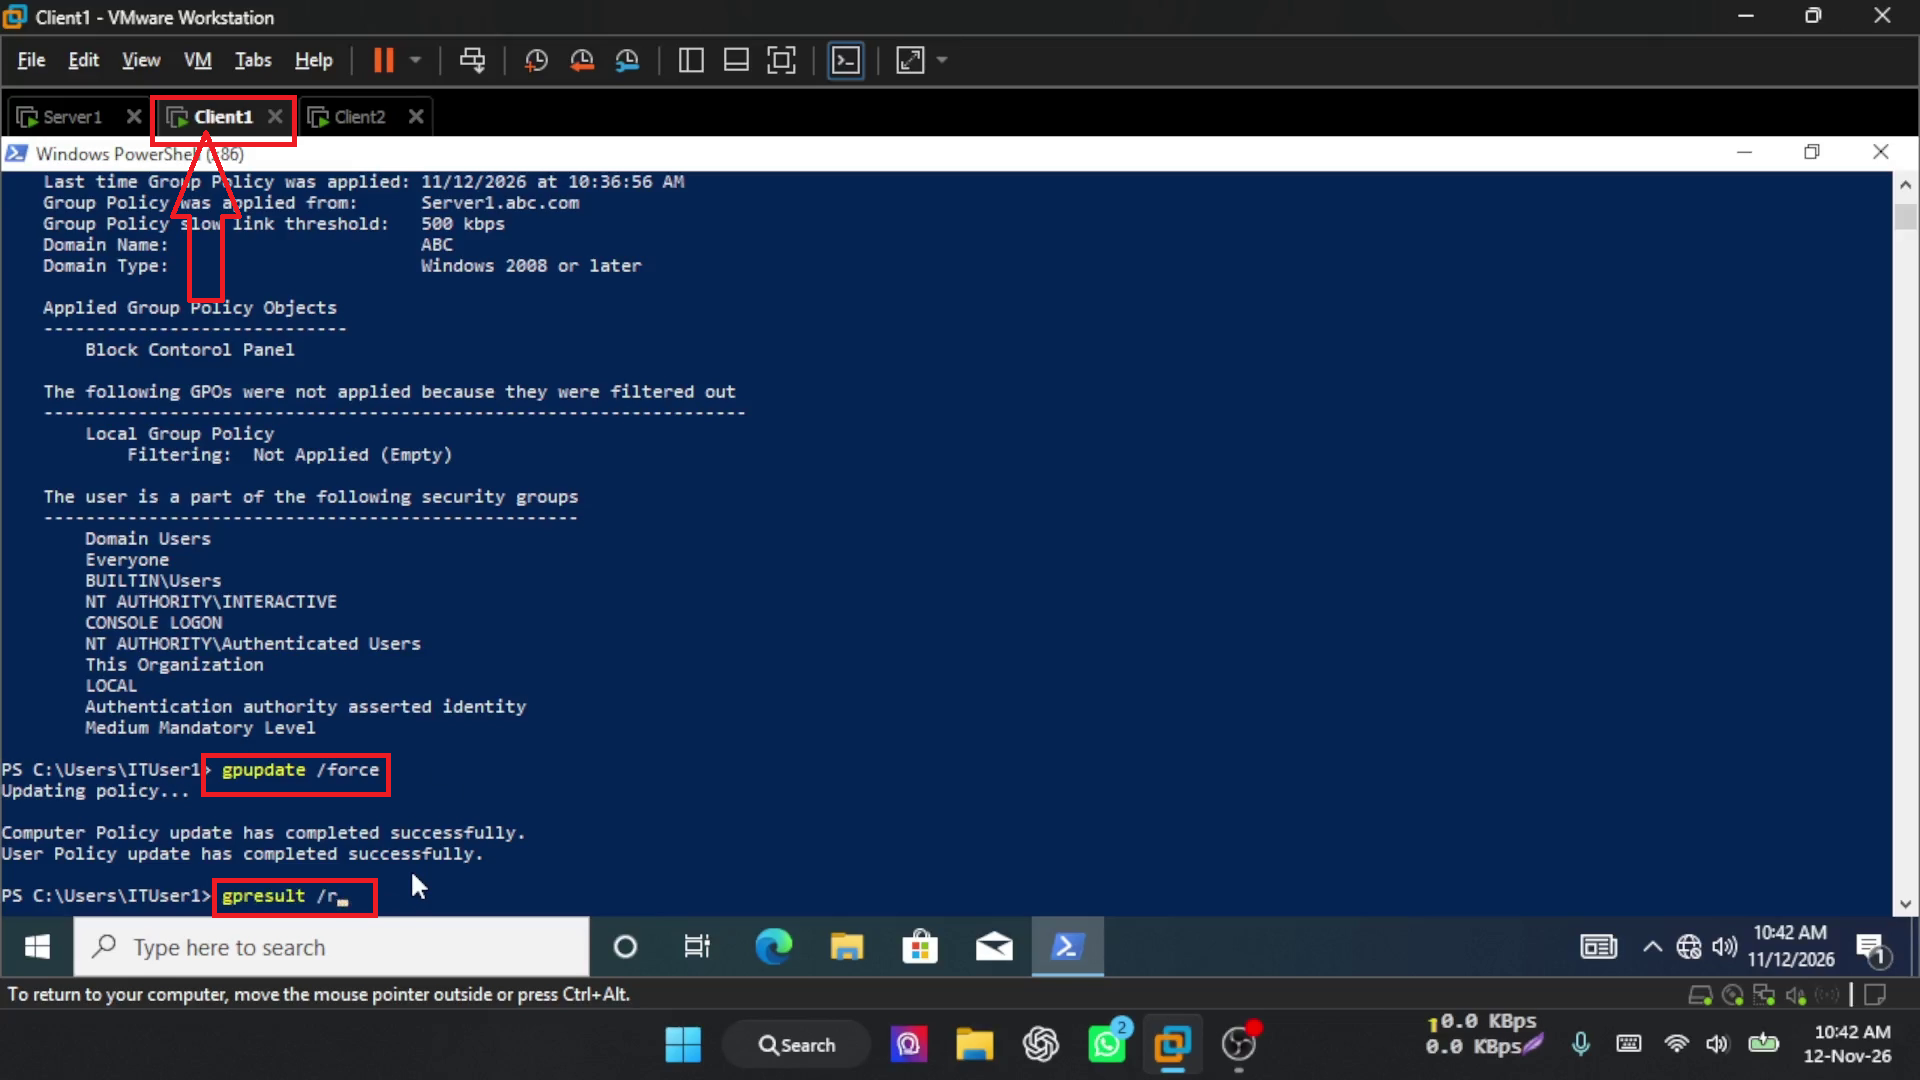 Client1 - VMware Workstation
File Edit View VM Tabs Help
Server1 Client1 Client2
Windows PowerShell (x86)
Last time Group Policy was applied: 11/12/2026 at 10:36:56 AM
Group Policy was applied from: Server1.abc.com
Group Policy slow link threshold: 500 kbps
Domain Name: ABC
Domain Type: Windows 2008 or later
Applied Group Policy Objects
-----------------------------
Block Contorol Panel
The following GPOs were not applied because they were filtered out
-------------------------------------------------------------------
Local Group Policy
Filtering: Not Applied (Empty)
The user is a part of the following security groups
---------------------------------------------------
Domain Users
Everyone
BUILTIN\Users
NT AUTHORITY\INTERACTIVE
CONSOLE LOGON
NT AUTHORITY\Authenticated Users
This Organization
LOCAL
Authentication authority asserted identity
Medium Mandatory Level
PS C:\Users\ITUser1> gpupdate /force
Updating policy...
Computer Policy update has completed successfully.
User Policy update has completed successfully.
PS C:\Users\ITUser1> gpresult /r
Type here to search
10:42 AM
11/12/2026
1
To return to your computer, move the mouse pointer outside or press Ctrl+Alt.
Search
2
0.0 KBps
0.0 KBps
10:42 AM
12-Nov-26